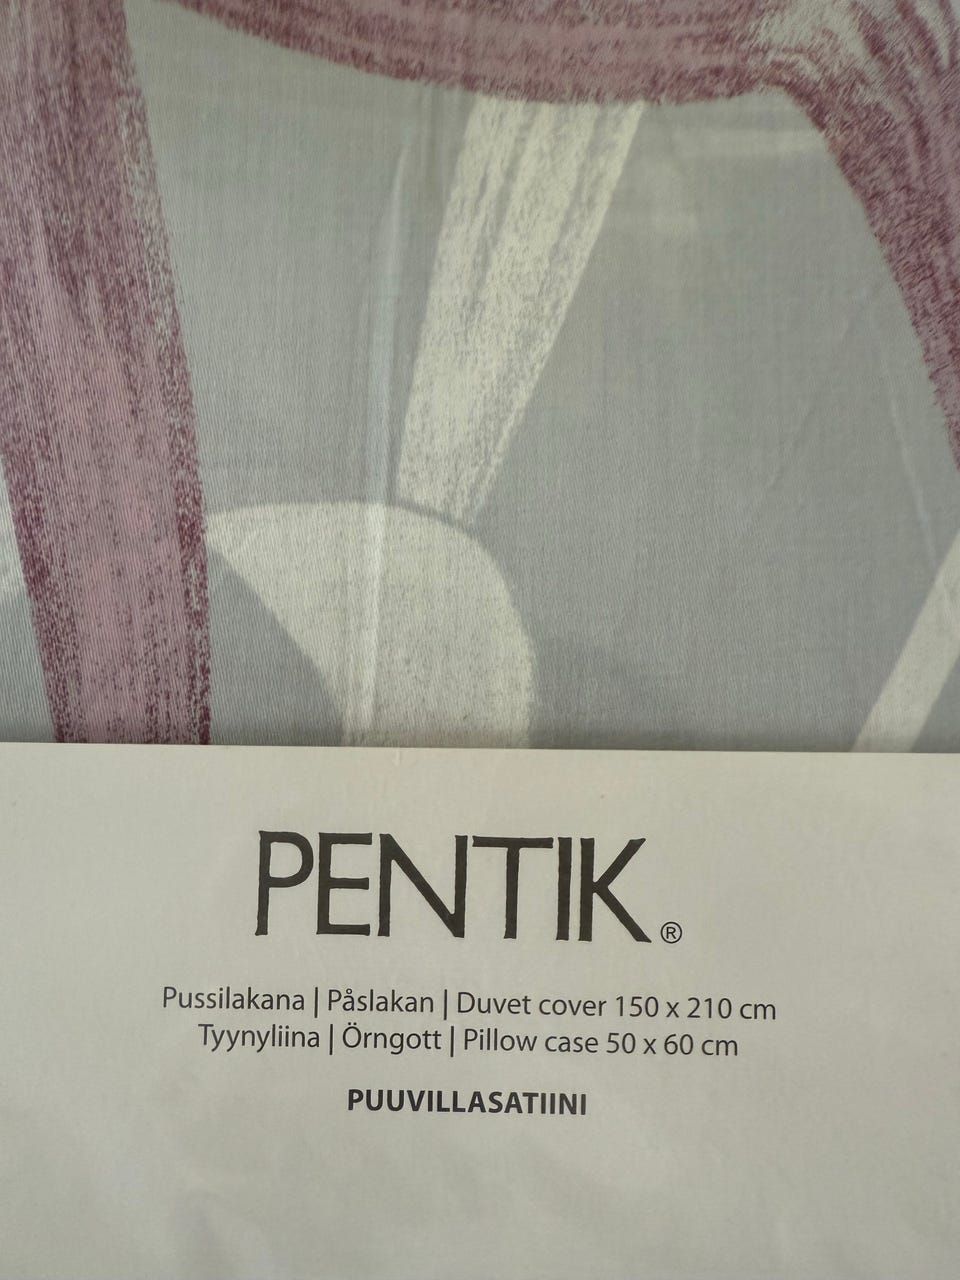 PENTIK®
Pussilakana | Påslakan | Duvet cover 150 x 210 cm
Tyynyliina | Örngott | Pillow case 50 x 60 cm
PUUVILLASATIINI